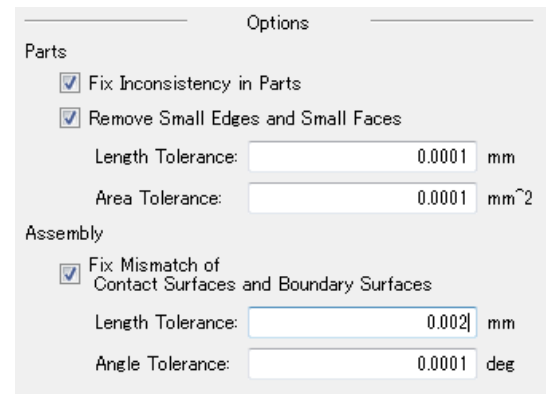 Options
Parts
Fix Inconsistency in Parts
Remove Small Edges and Small Faces
Length Tolerance: 0.0001 mm
Area Tolerance: 0.0001 mm^2
Assembly
Fix Mismatch of
Contact Surfaces and Boundary Surfaces
Length Tolerance: 0.002 mm
Angle Tolerance: 0.0001 deg